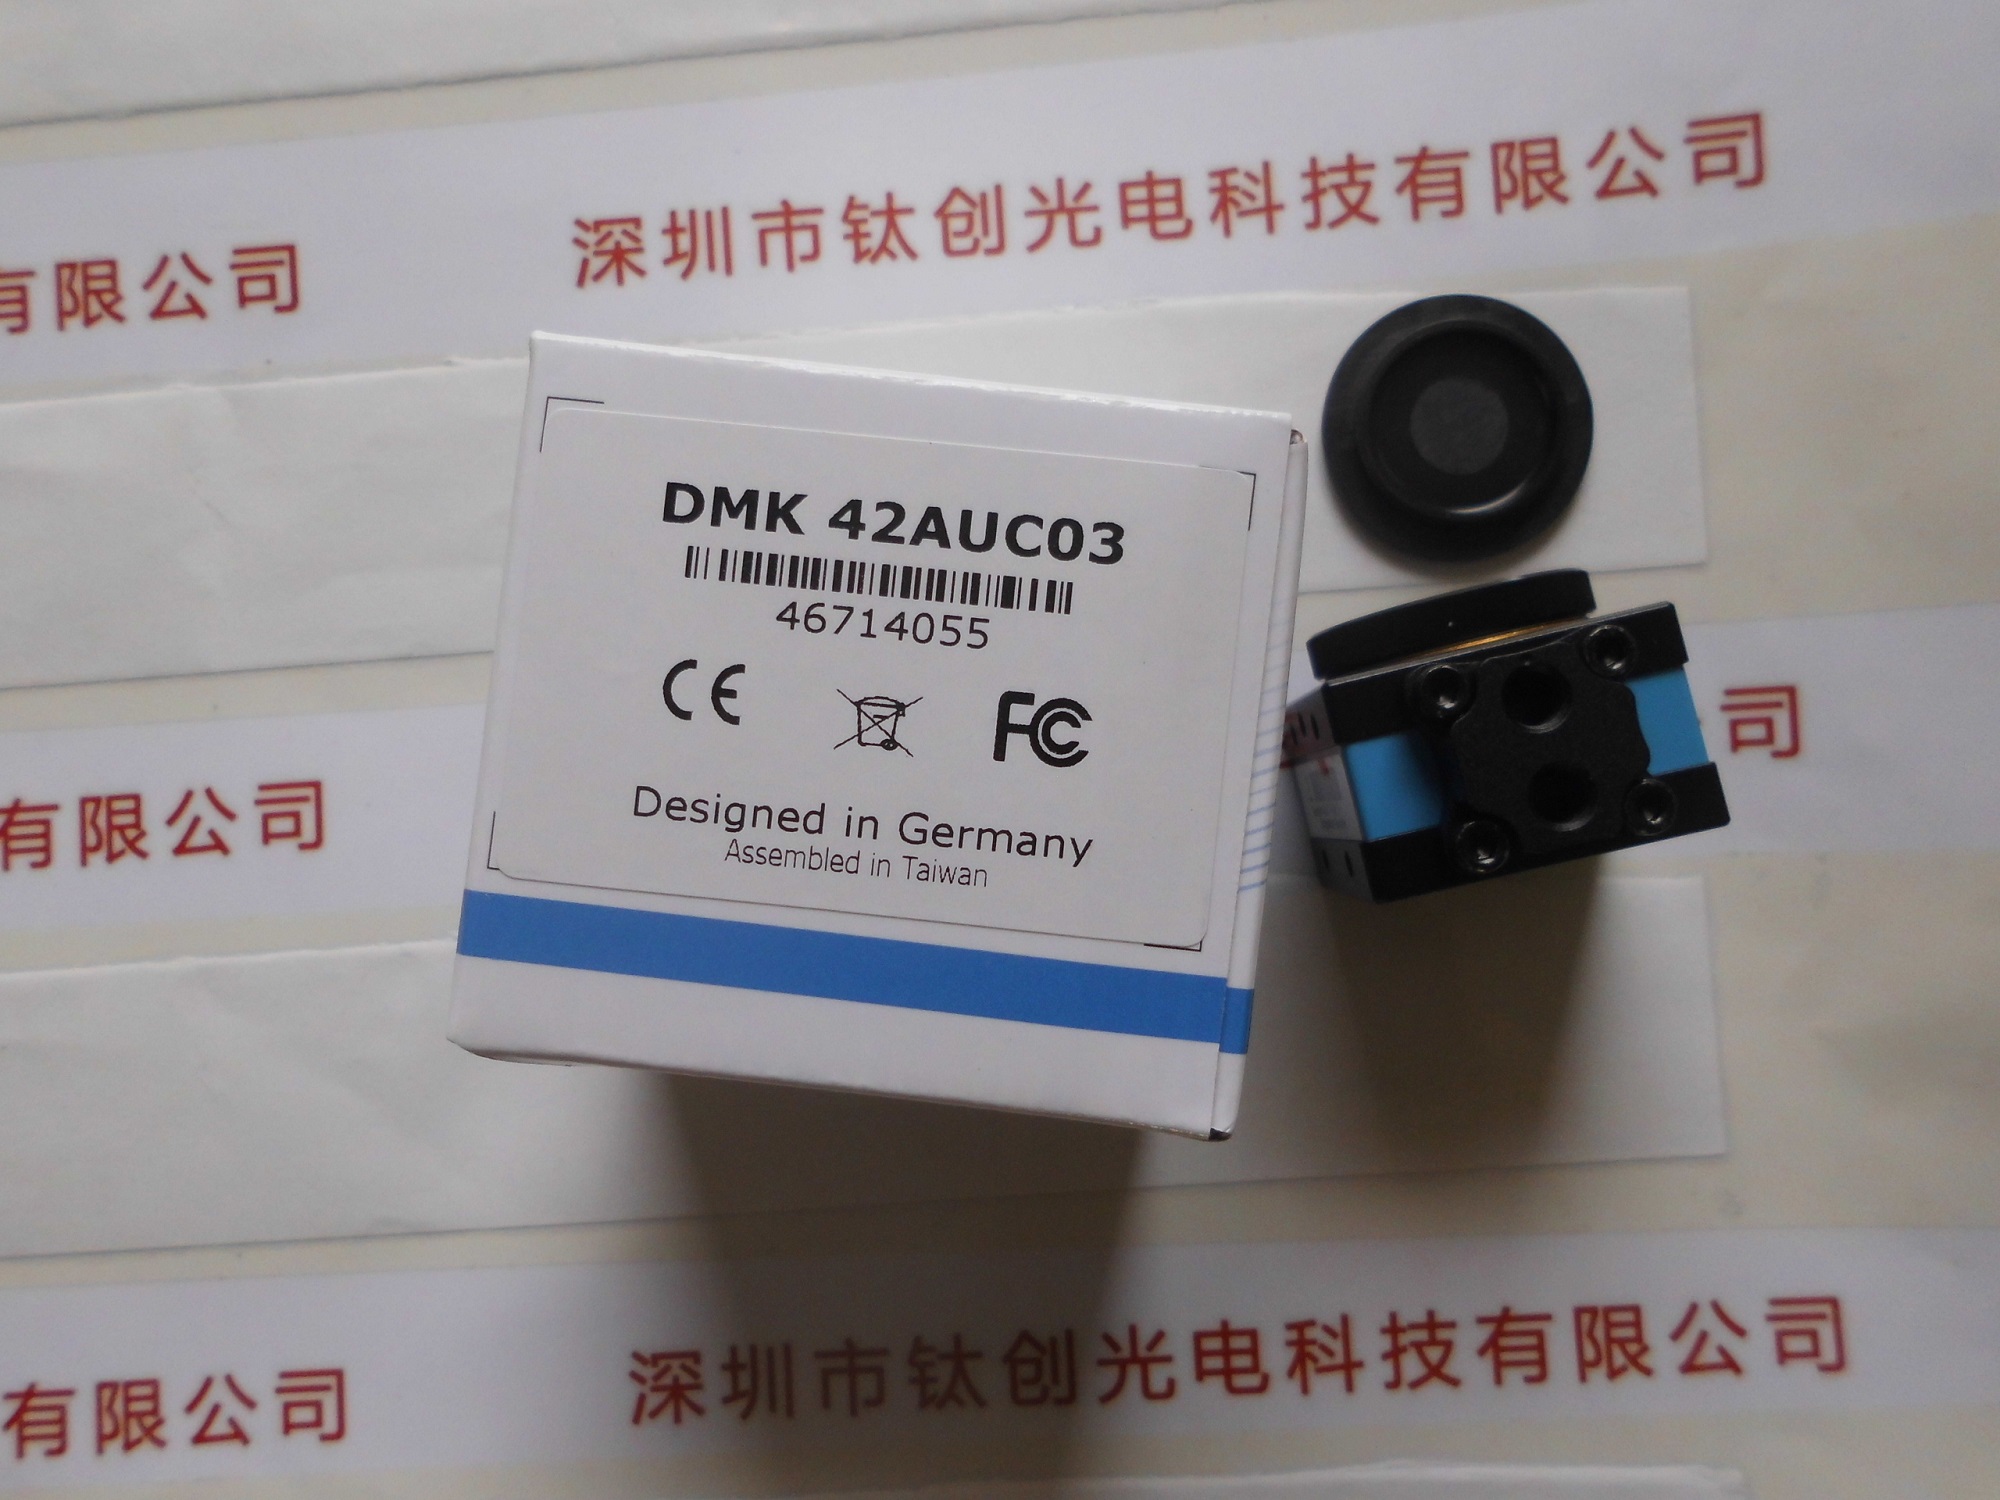 深圳市钛创光电科技有限公司
有限公司
DMK 42AUC03
46714055
CE
FC
Designed in Germany
Assembled in Taiwan
司
有限公司
深圳市钛创光电科技有限公司
有限公司